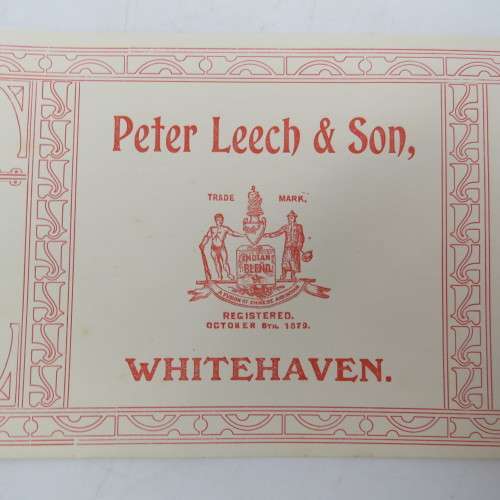 Peter Leech & Son,
TRADE MARK.
INDIAN
BLEND
REGISTERED.
OCTOBER 8TH, 1879.
WHITEHAVEN.